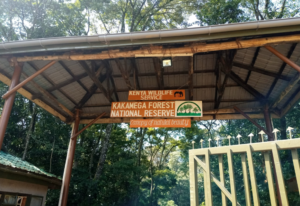 KENYA WILDLIFE
SERVICE
KAKAMEGA FOREST
NATIONAL RESERVE